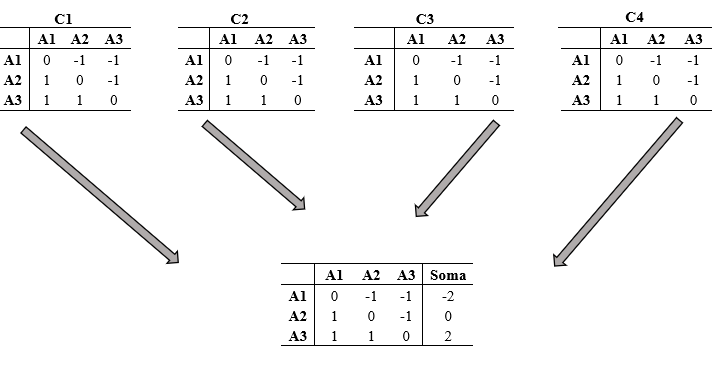 C1 C2 C3 C4
A1 A2 A3 A1 A2 A3 A1 A2 A3 A1 A2 A3
A1 0 -1 -1 A1 0 -1 -1 A1 0 -1 -1 A1 0 -1 -1
A2 1 0 -1 A2 1 0 -1 A2 1 0 -1 A2 1 0 -1
A3 1 1 0 A3 1 1 0 A3 1 1 0 A3 1 1 0
A1 A2 A3 Soma
A1 0 -1 -1 -2
A2 1 0 -1 0
A3 1 1 0 2